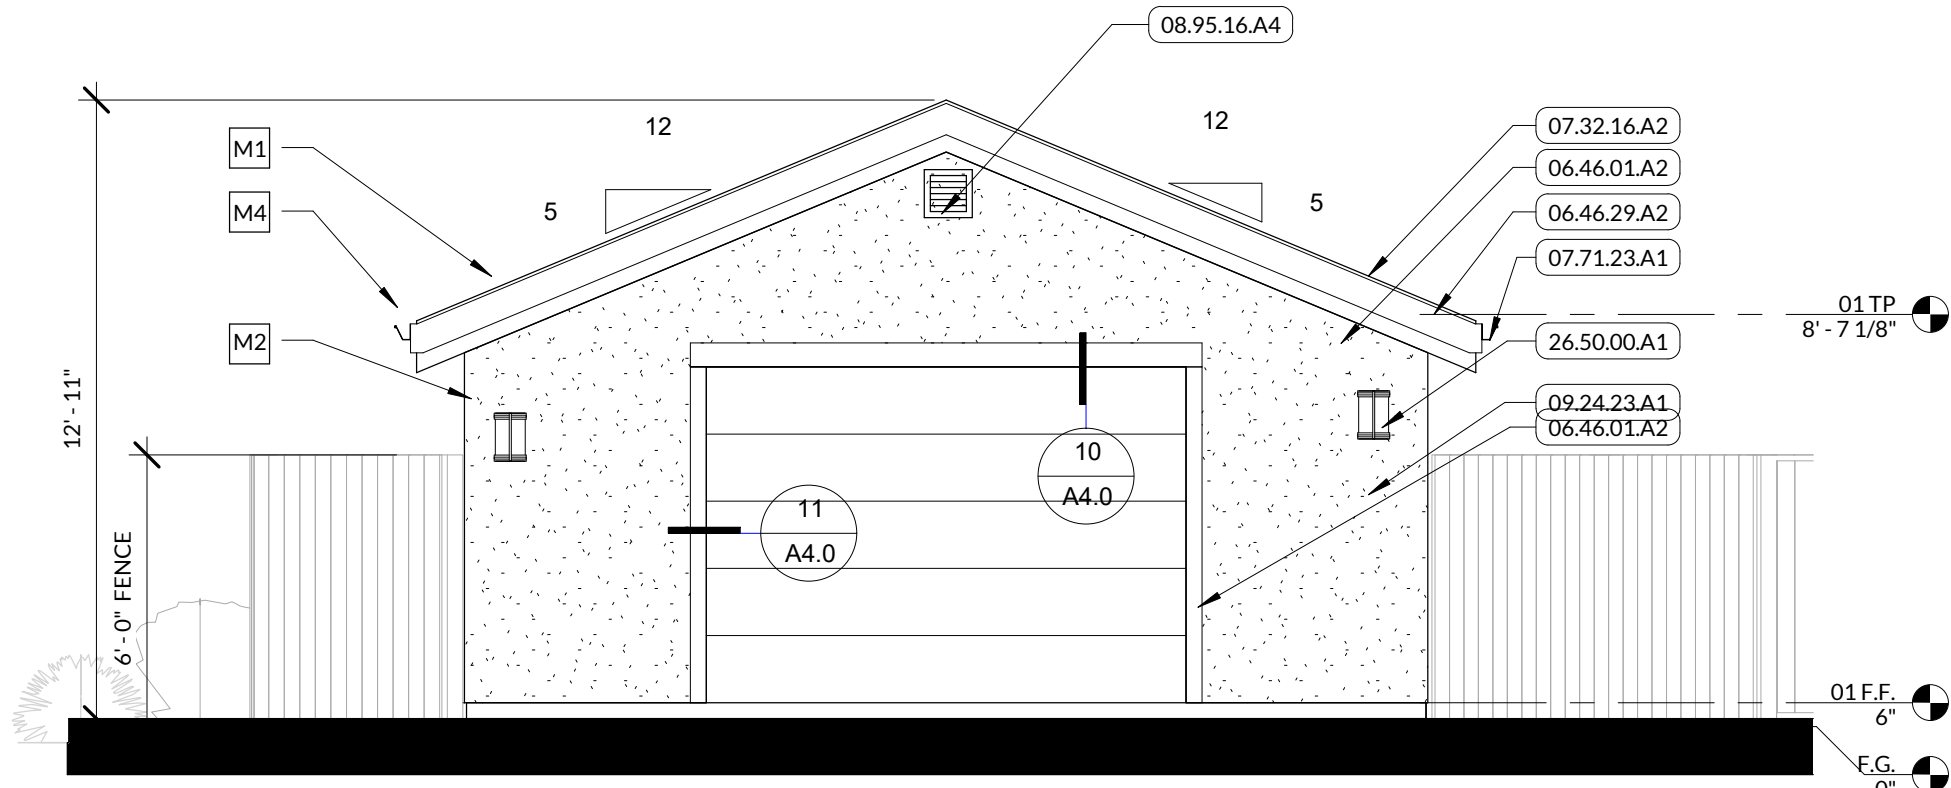 08.95.16.A4
12
12
07.32.16.A2
M1
06.46.01.A2
M4
5
5
06.46.29.A2
07.71.23.A1
01 TP
8' - 7 1/8"
M2
26.50.00.A1
12' - 11"
09.24.23.A1
06.46.01.A2
10
A4.0
11
A4.0
6' - 0" FENCE
01 F.F.
6"
F.G.
0"